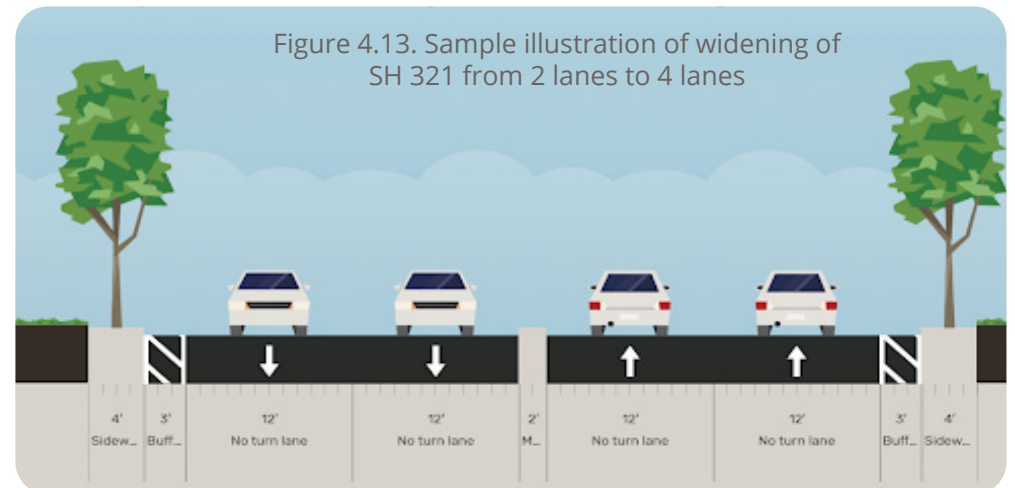 Figure 4.13. Sample illustration of widening of
SH 321 from 2 lanes to 4 lanes
4' 3' 12' 12' 2' 12' 12' 3' 4'
Sidew... Buff... No turn lane No turn lane M... No turn lane No turn lane Buff... Sidew...